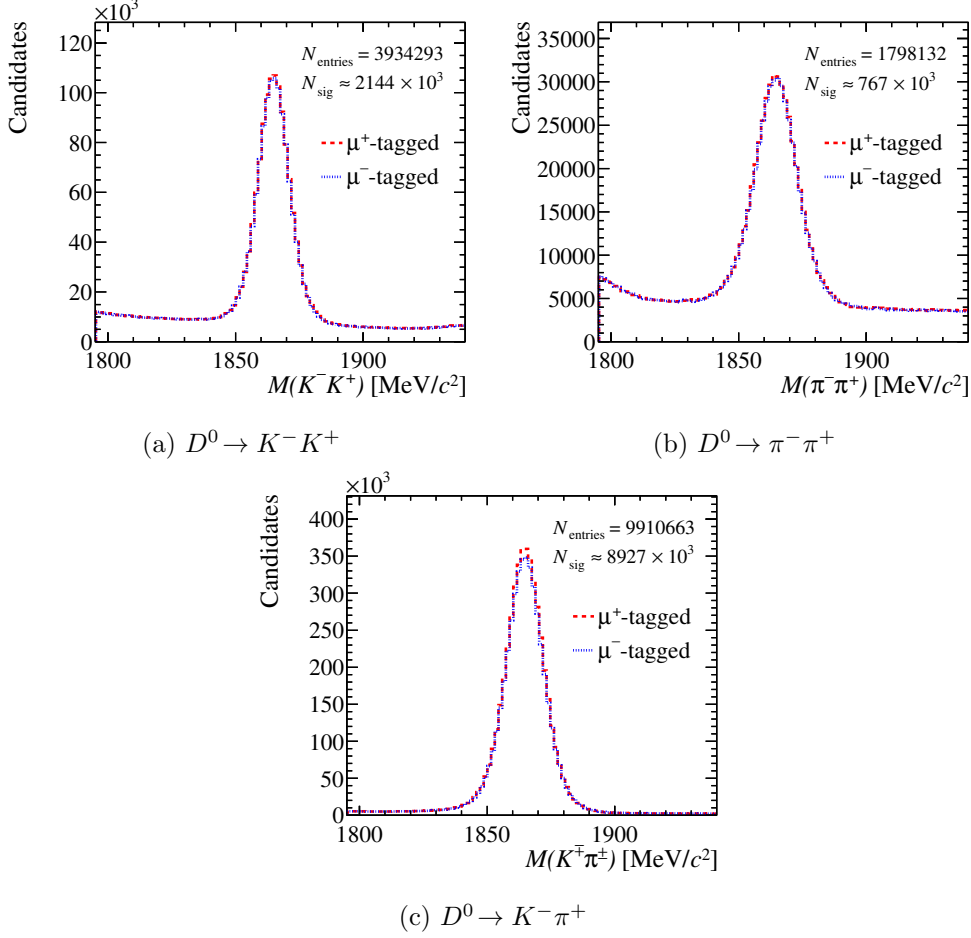 ×10³
Candidates
120
100
80
60
40
20
0
1800
1850
1900
N_entries = 3934293
N_sig ≈ 2144 × 10³
μ⁺-tagged
μ⁻-tagged
M(K⁻K⁺) [MeV/c²]
(a) D⁰ → K⁻K⁺
Candidates
35000
30000
25000
20000
15000
10000
5000
0
1800
1850
1900
N_entries = 1798132
N_sig ≈ 767 × 10³
μ⁺-tagged
μ⁻-tagged
M(π⁻π⁺) [MeV/c²]
(b) D⁰ → π⁻π⁺
×10³
Candidates
400
350
300
250
200
150
100
50
0
1800
1850
1900
N_entries = 9910663
N_sig ≈ 8927 × 10³
μ⁺-tagged
μ⁻-tagged
M(K∓π±) [MeV/c²]
(c) D⁰ → K⁻π⁺